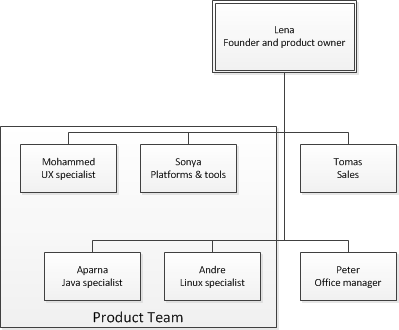 Lena
Founder and product owner
Mohammed
UX specialist
Sonya
Platforms & tools
Tomas
Sales
Aparna
Java specialist
Andre
Linux specialist
Peter
Office manager
Product Team